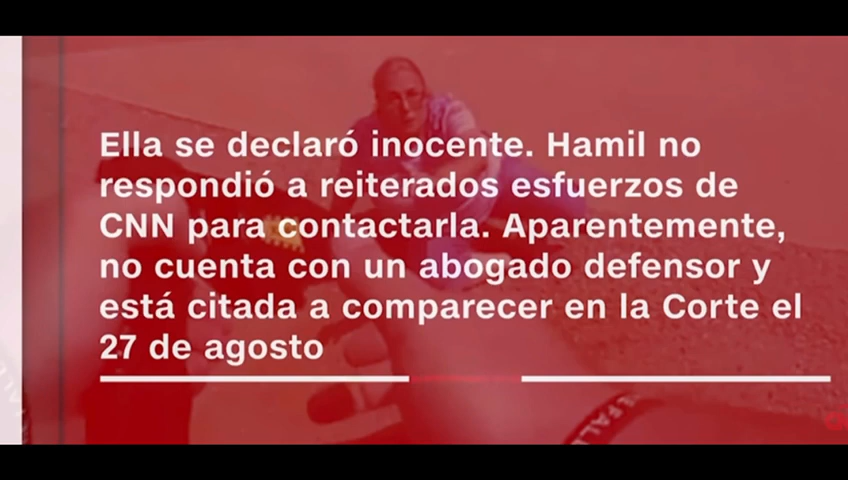 Ella se declaró inocente. Hamil no
respondió a reiterados esfuerzos de
CNN para contactarla. Aparentemente,
no cuenta con un abogado defensor y
está citada a comparecer en la Corte el
27 de agosto